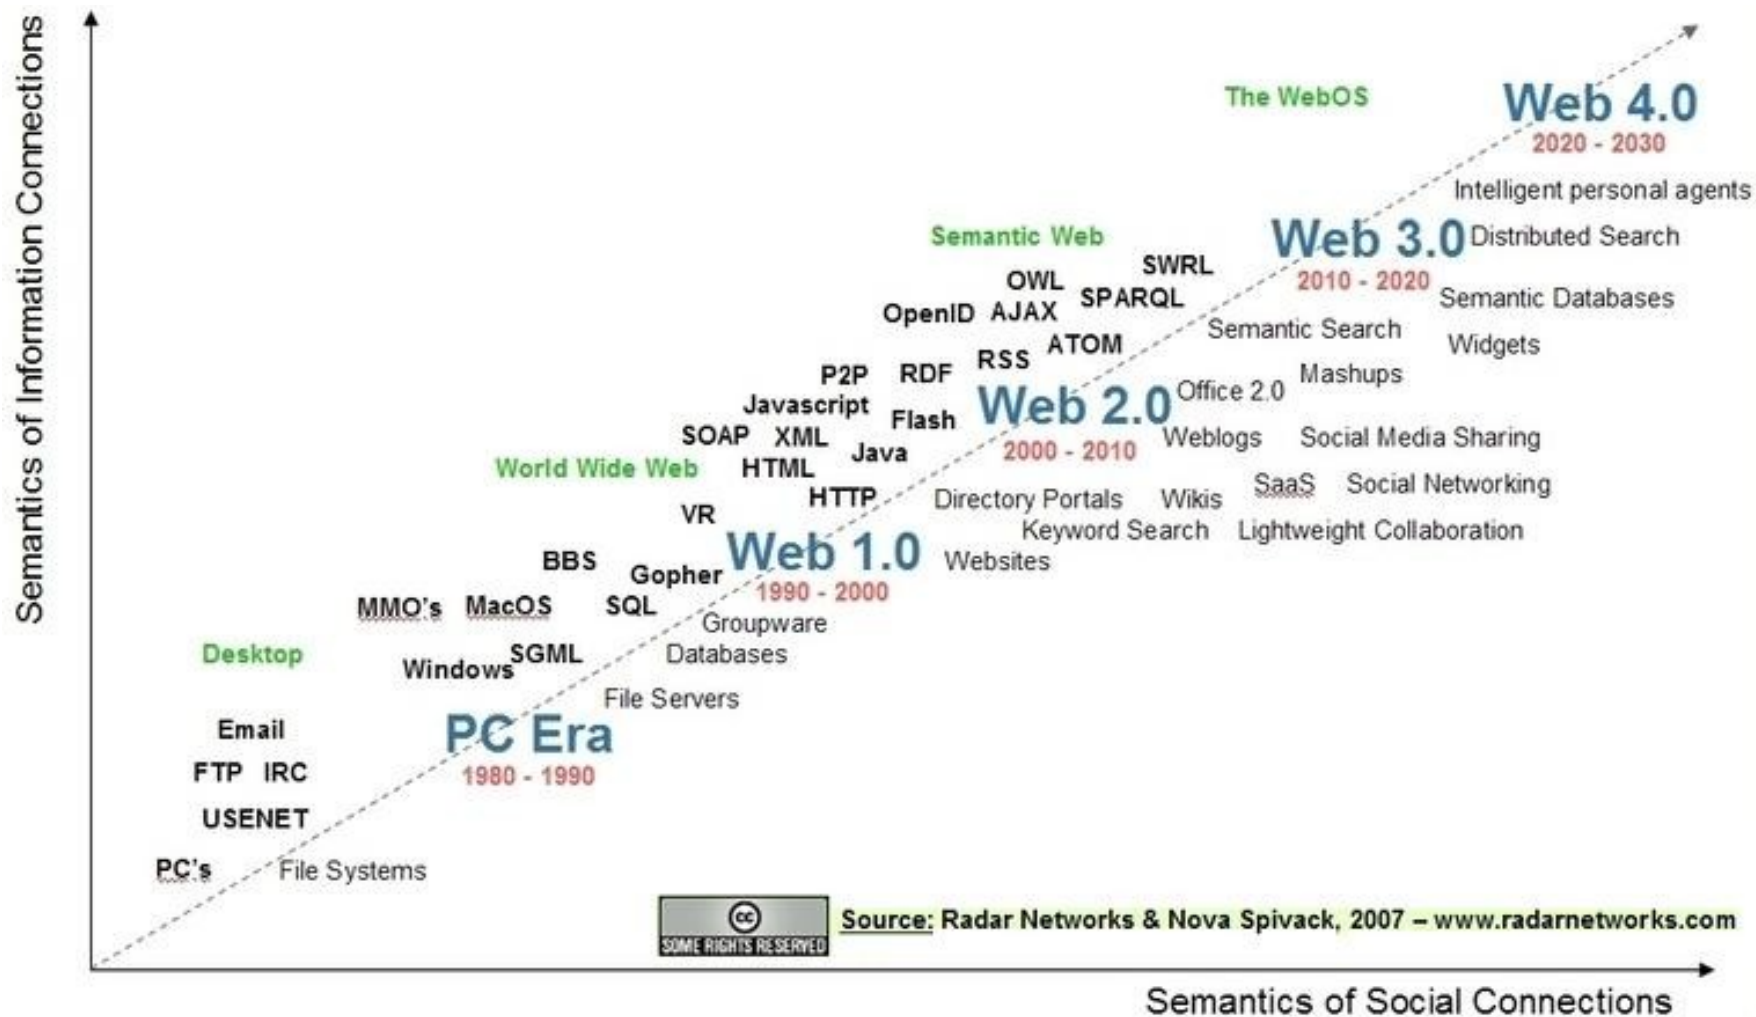 Semantics of Information Connections
The WebOS
Web 4.0
2020 - 2030
Intelligent personal agents
Semantic Web
Web 3.0
Distributed Search
2010 - 2020
SWRL
OWL
SPARQL
Semantic Databases
OpenID
AJAX
Semantic Search
Widgets
ATOM
RSS
P2P
RDF
Mashups
Office 2.0
Web 2.0
Javascript
Flash
2000 - 2010
Weblogs
Social Media Sharing
SOAP
XML
Java
World Wide Web
HTML
SaaS
Social Networking
HTTP
Directory Portals
Wikis
VR
Keyword Search
Lightweight Collaboration
Web 1.0
Websites
1990 - 2000
BBS
Gopher
MMO's
MacOS
SQL
Groupware
Desktop
Windows
SGML
Databases
File Servers
Email
PC Era
1980 - 1990
FTP
IRC
USENET
PC's
File Systems
cc
SOME RIGHTS RESERVED
Source: Radar Networks & Nova Spivack, 2007 – www.radarnetworks.com
Semantics of Social Connections